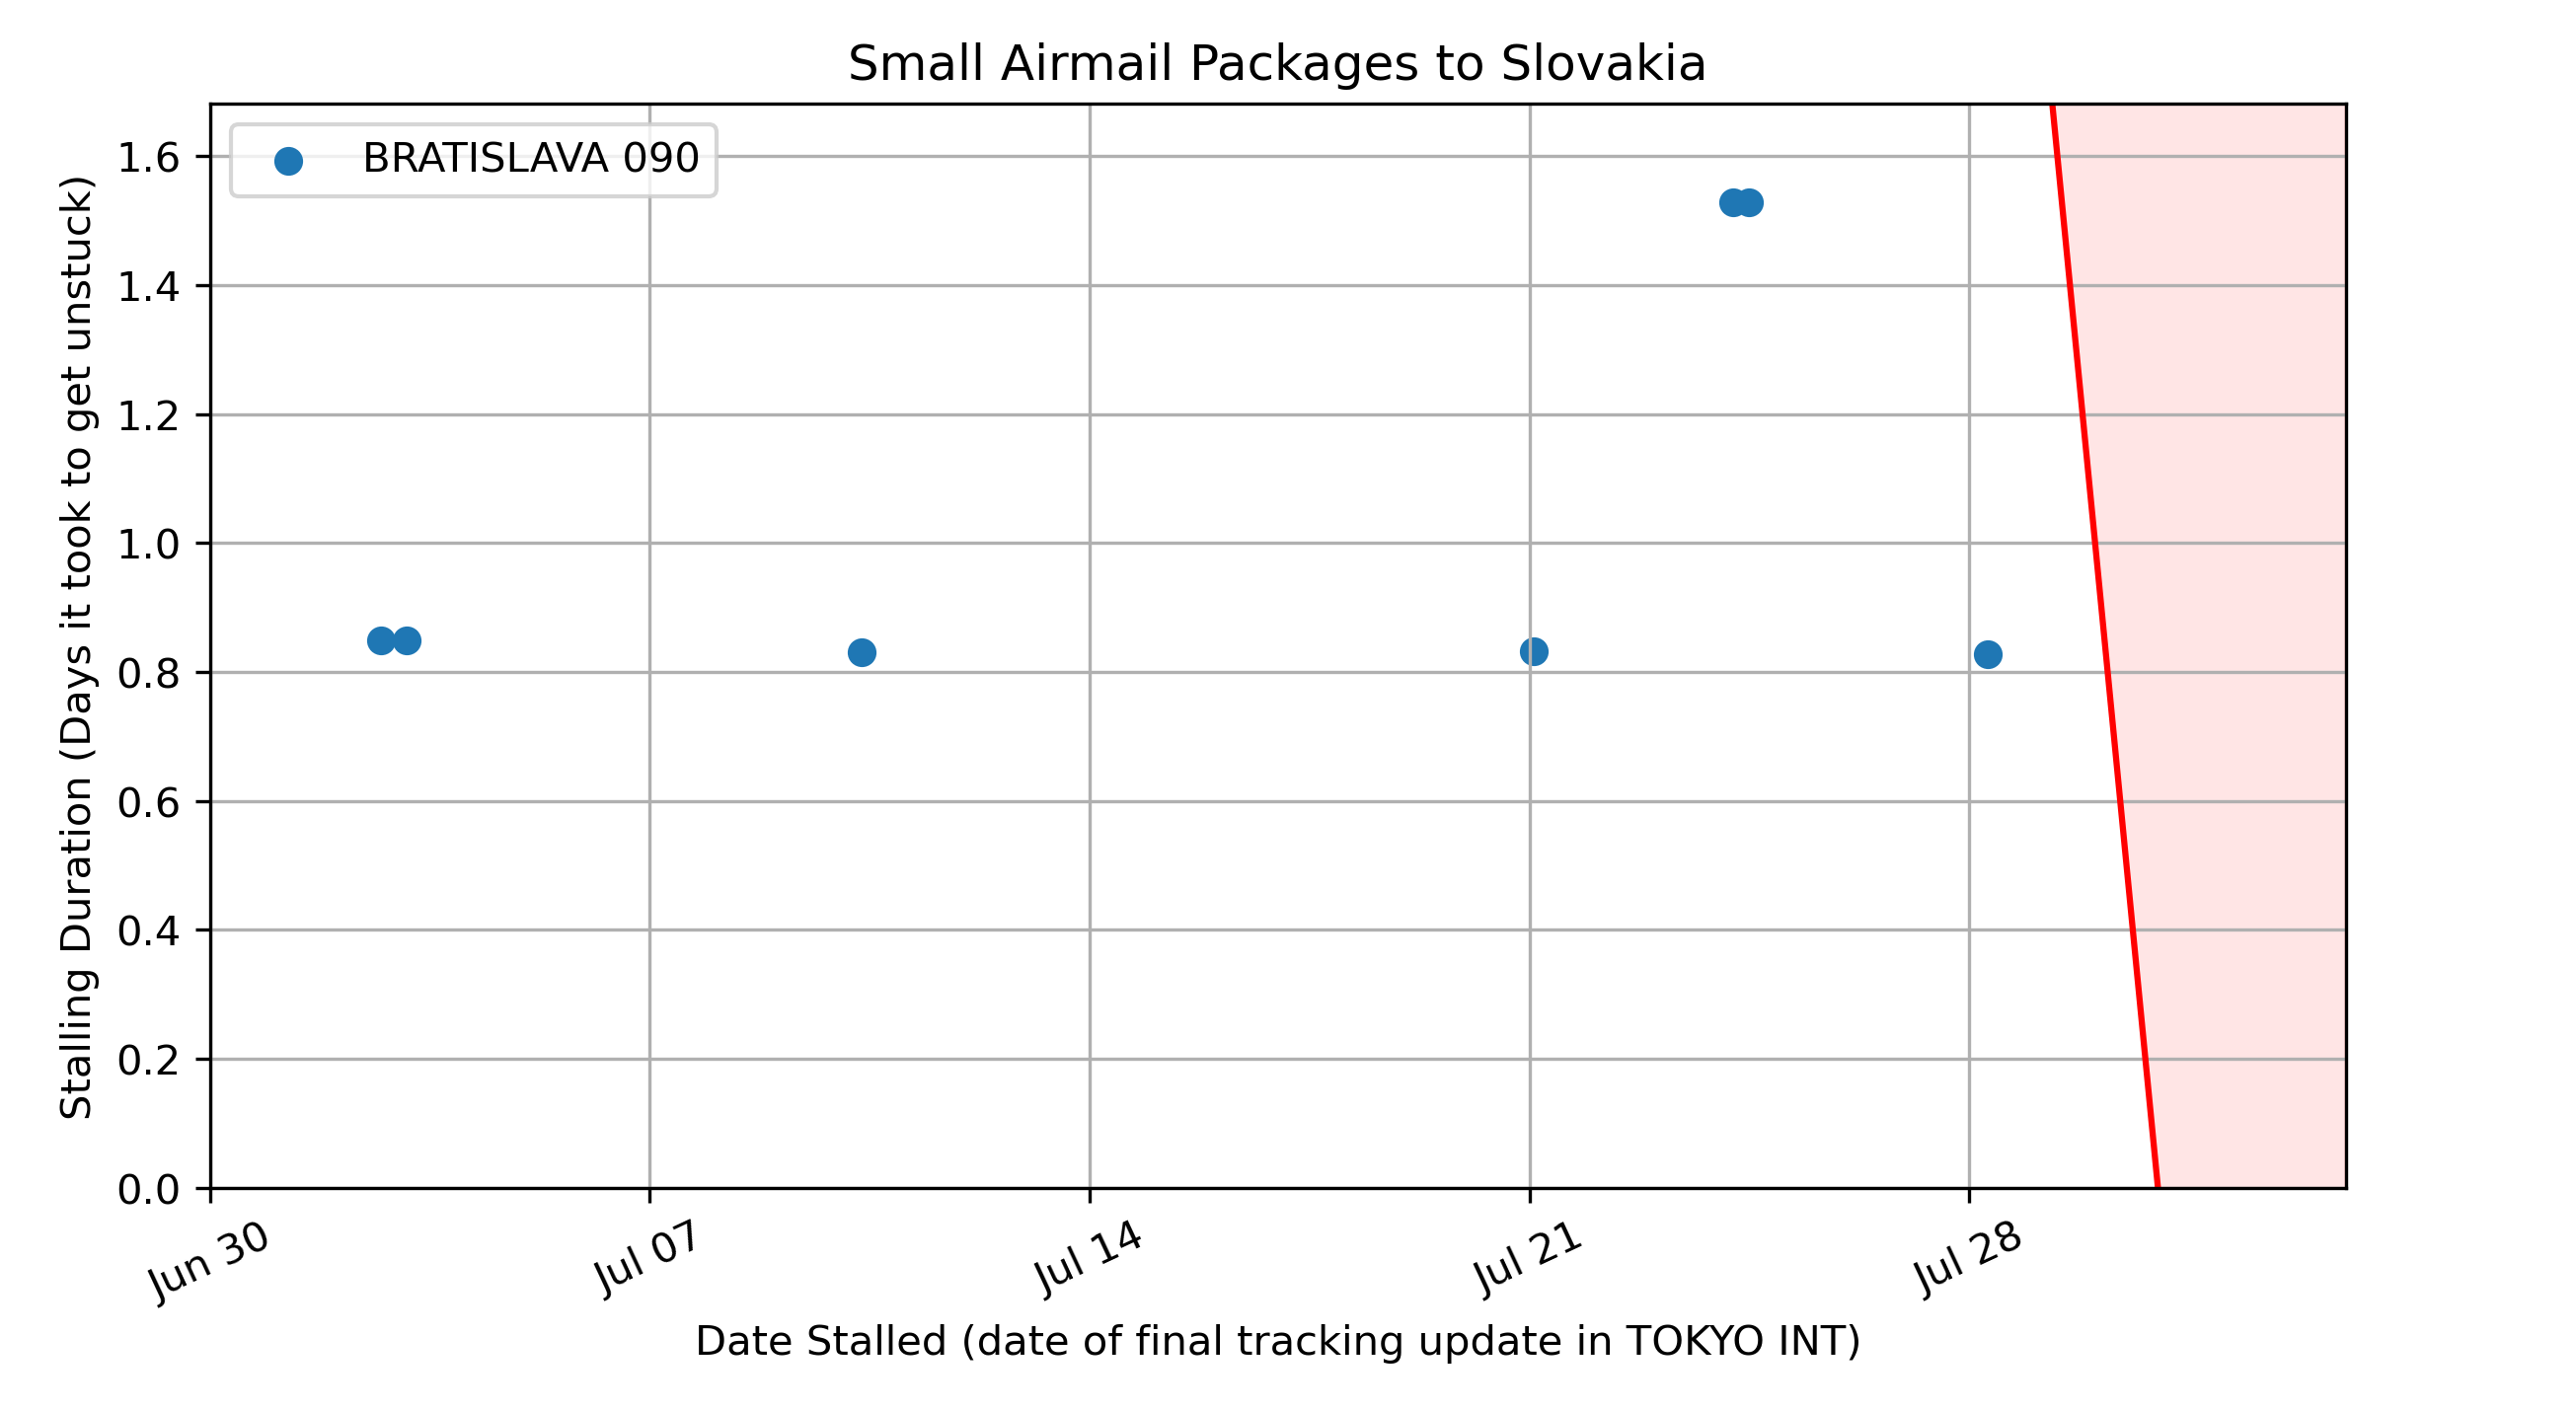 Small Airmail Packages to Slovakia
BRATISLAVA 090
Stalling Duration (Days it took to get unstuck)
1.6
1.4
1.2
1.0
0.8
0.6
0.4
0.2
0.0
Jun 30
Jul 07
Jul 14
Jul 21
Jul 28
Date Stalled (date of final tracking update in TOKYO INT)